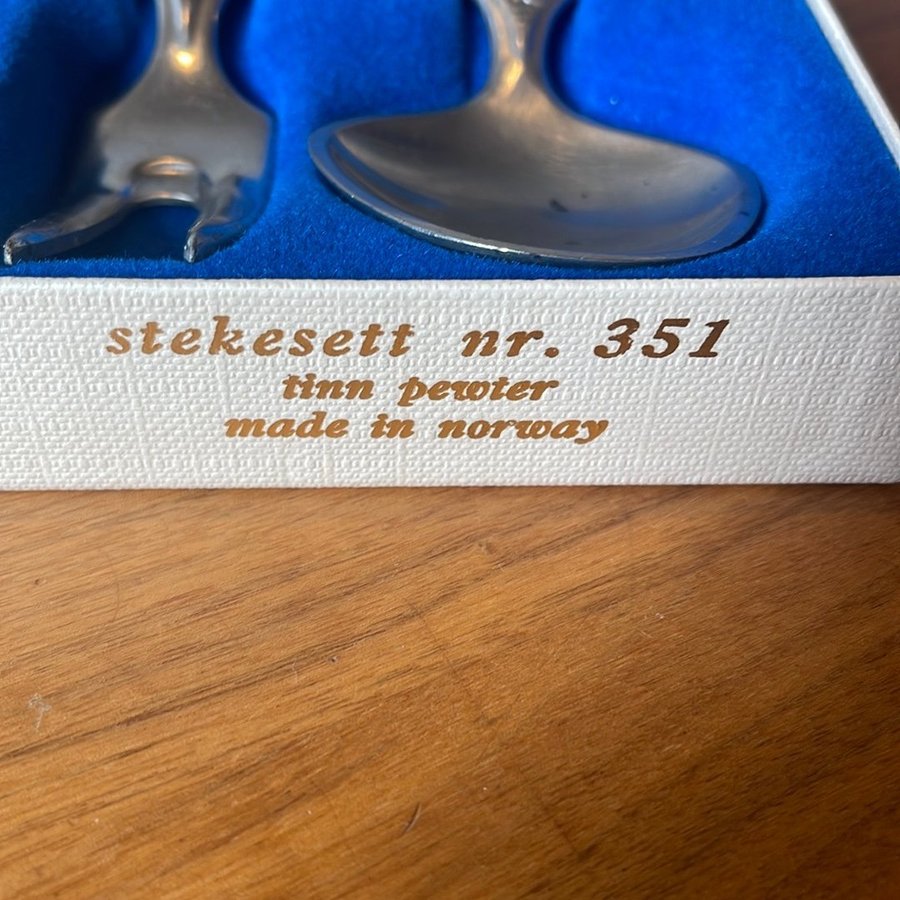 stekesett nr. 351
tinn pewter
made in norway